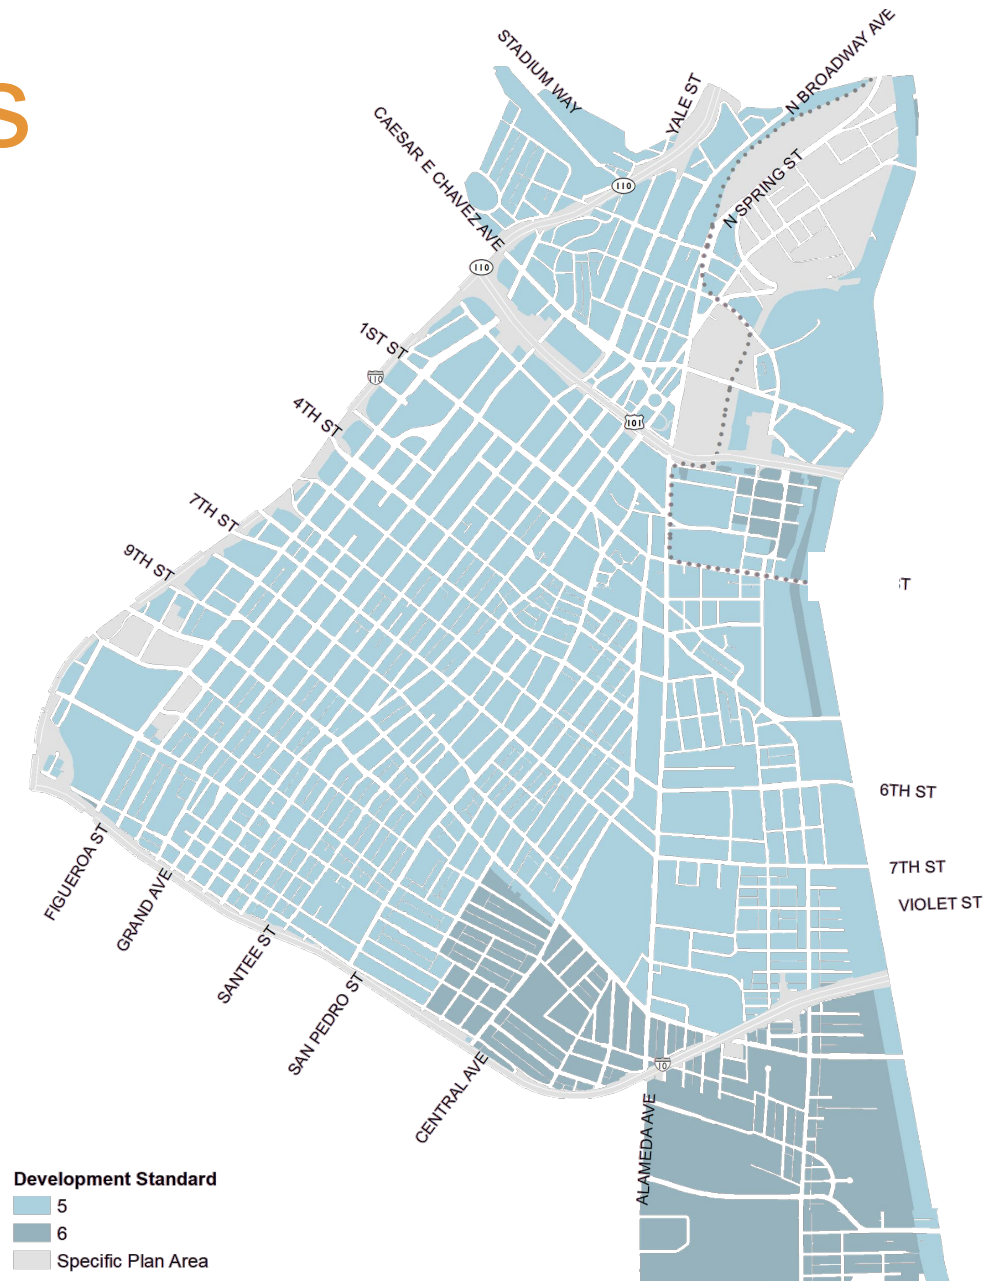 S
STADIUM WAY
N BROADWAY AVE
YALE ST
CAESAR E CHAVEZ AVE
N SPRING ST
110
110
1ST ST
110
4TH ST
101
7TH ST
9TH ST
T
6TH ST
7TH ST
VIOLET ST
FIGUEROA ST
GRAND AVE
SANTEE ST
SAN PEDRO ST
CENTRAL AVE
10
ALAMEDA AVE
Development Standard
5
6
Specific Plan Area